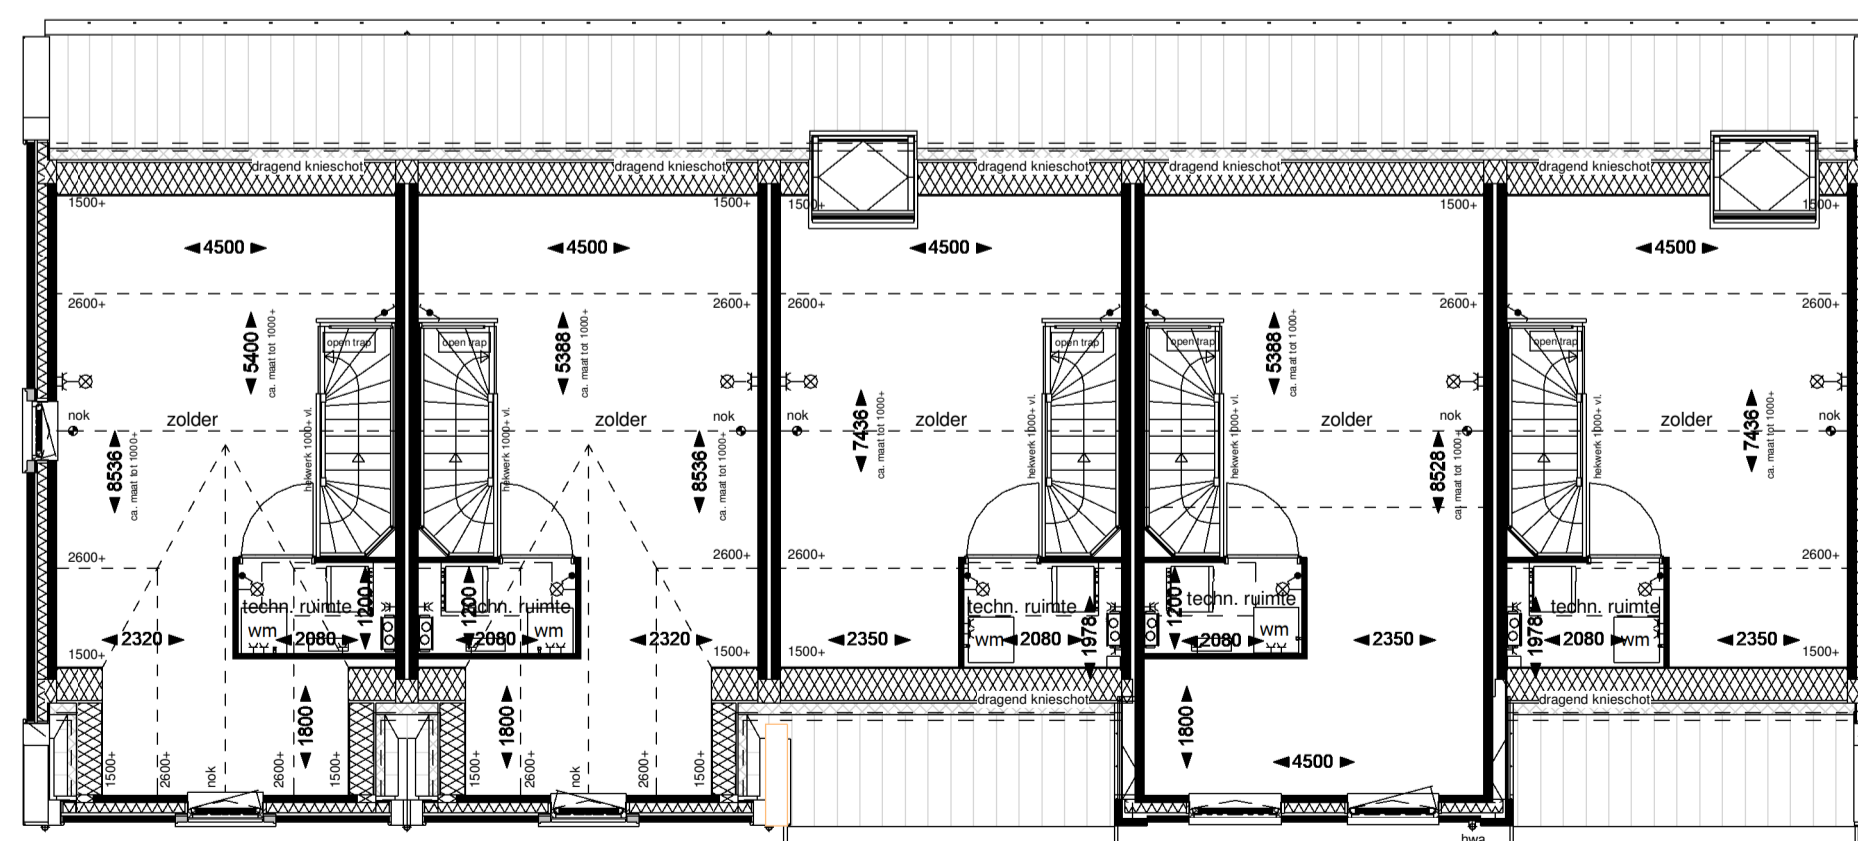 dragend knieschot dragend knieschot dragend knieschot dragend knieschot dragend knieschot
1500+ 1500+ 1500+ 1500+ 1500+
4500 4500 4500 4500
2600+ 2600+ 2600+ 2600+ 2600+
open trap open trap open trap open trap open trap
5400 ca. maat tot 1000+ 5388 ca. maat tot 1000+ 5388 ca. maat tot 1000+
nok nok nok nok nok
zolder zolder zolder zolder zolder
hekwerk 1000+ vl. hekwerk 1000+ vl. hekwerk 1000+ vl. hekwerk 1000+ vl. hekwerk 1000+ vl.
8536 ca. maat tot 1000+ 8536 ca. maat tot 1000+ 7436 ca. maat tot 1000+ 8528 ca. maat tot 1000+ 7436 ca. maat tot 1000+
2600+ 2600+ 2600+ 2600+
techn. ruimte techn. ruimte techn. ruimte techn. ruimte techn. ruimte
1200 1200 1978 1200 1978
wm wm wm wm wm
2320 2080 2080 2320 2350 2080 2080 2350 2080 2350
1500+ 1500+ 1500+ 1500+
dragend knieschot dragend knieschot
1800 1800 1800
4500
1500+ 2600+ nok 2600+ 1500+ 1500+ 2600+ nok 2600+ 1500+
hwa